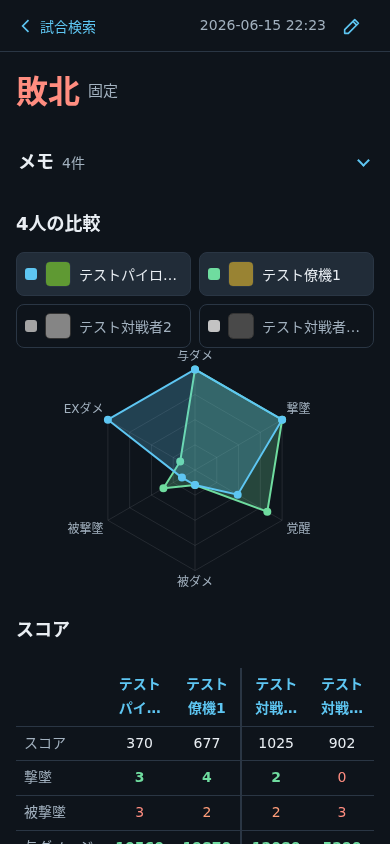 試合検索 2026-06-15 22:23
敗北 固定
メモ 4件
4人の比較
テストパイロ… テスト僚機1
テスト対戦者2 テスト対戦者…
与ダメ
EXダメ 撃墜
被撃墜 覚醒
被ダメ
スコア
テスト テスト テスト テスト
パイ… 僚機1 対戦… 対戦…
スコア 370 677 1025 902
撃墜 3 4 2 0
被撃墜 3 2 2 3